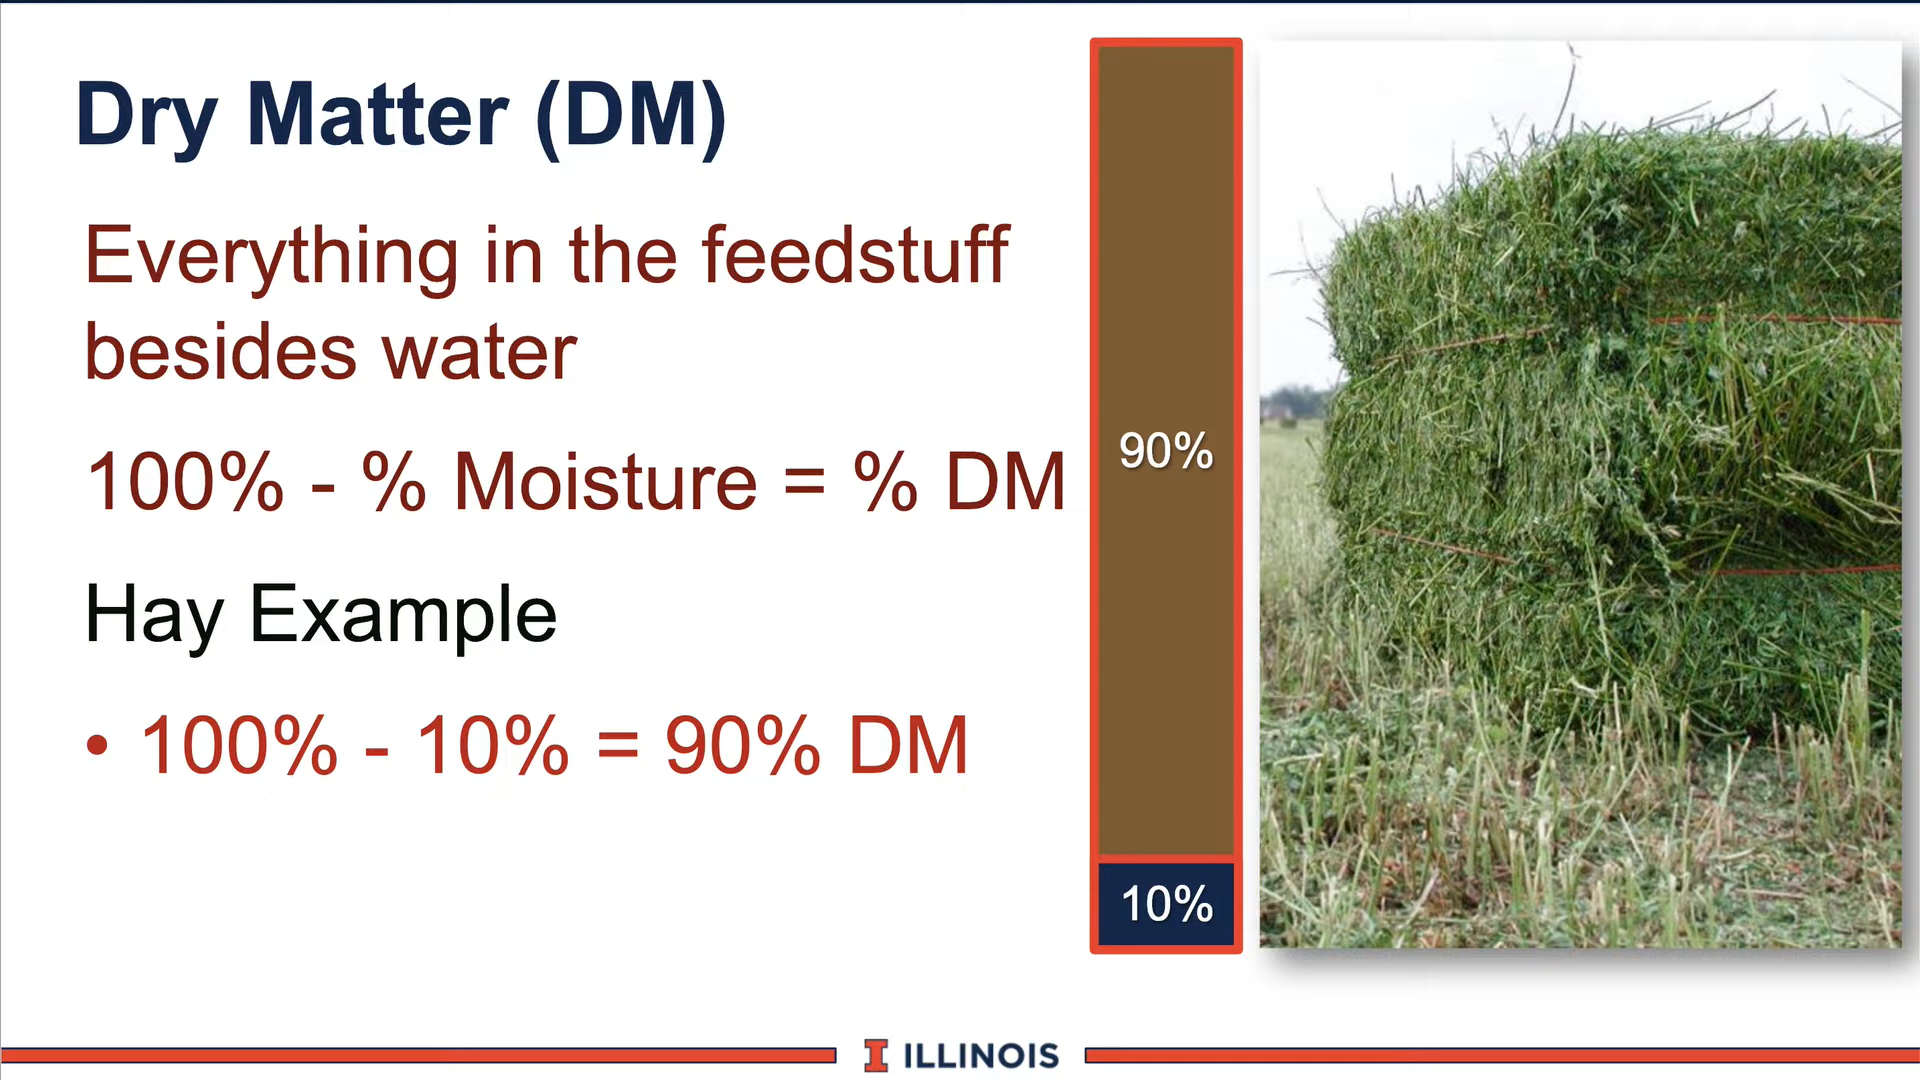 Dry Matter (DM)
Everything in the feedstuff
besides water
100% - % Moisture = % DM
Hay Example
• 100% - 10% = 90% DM
90%
10%
ILLINOIS